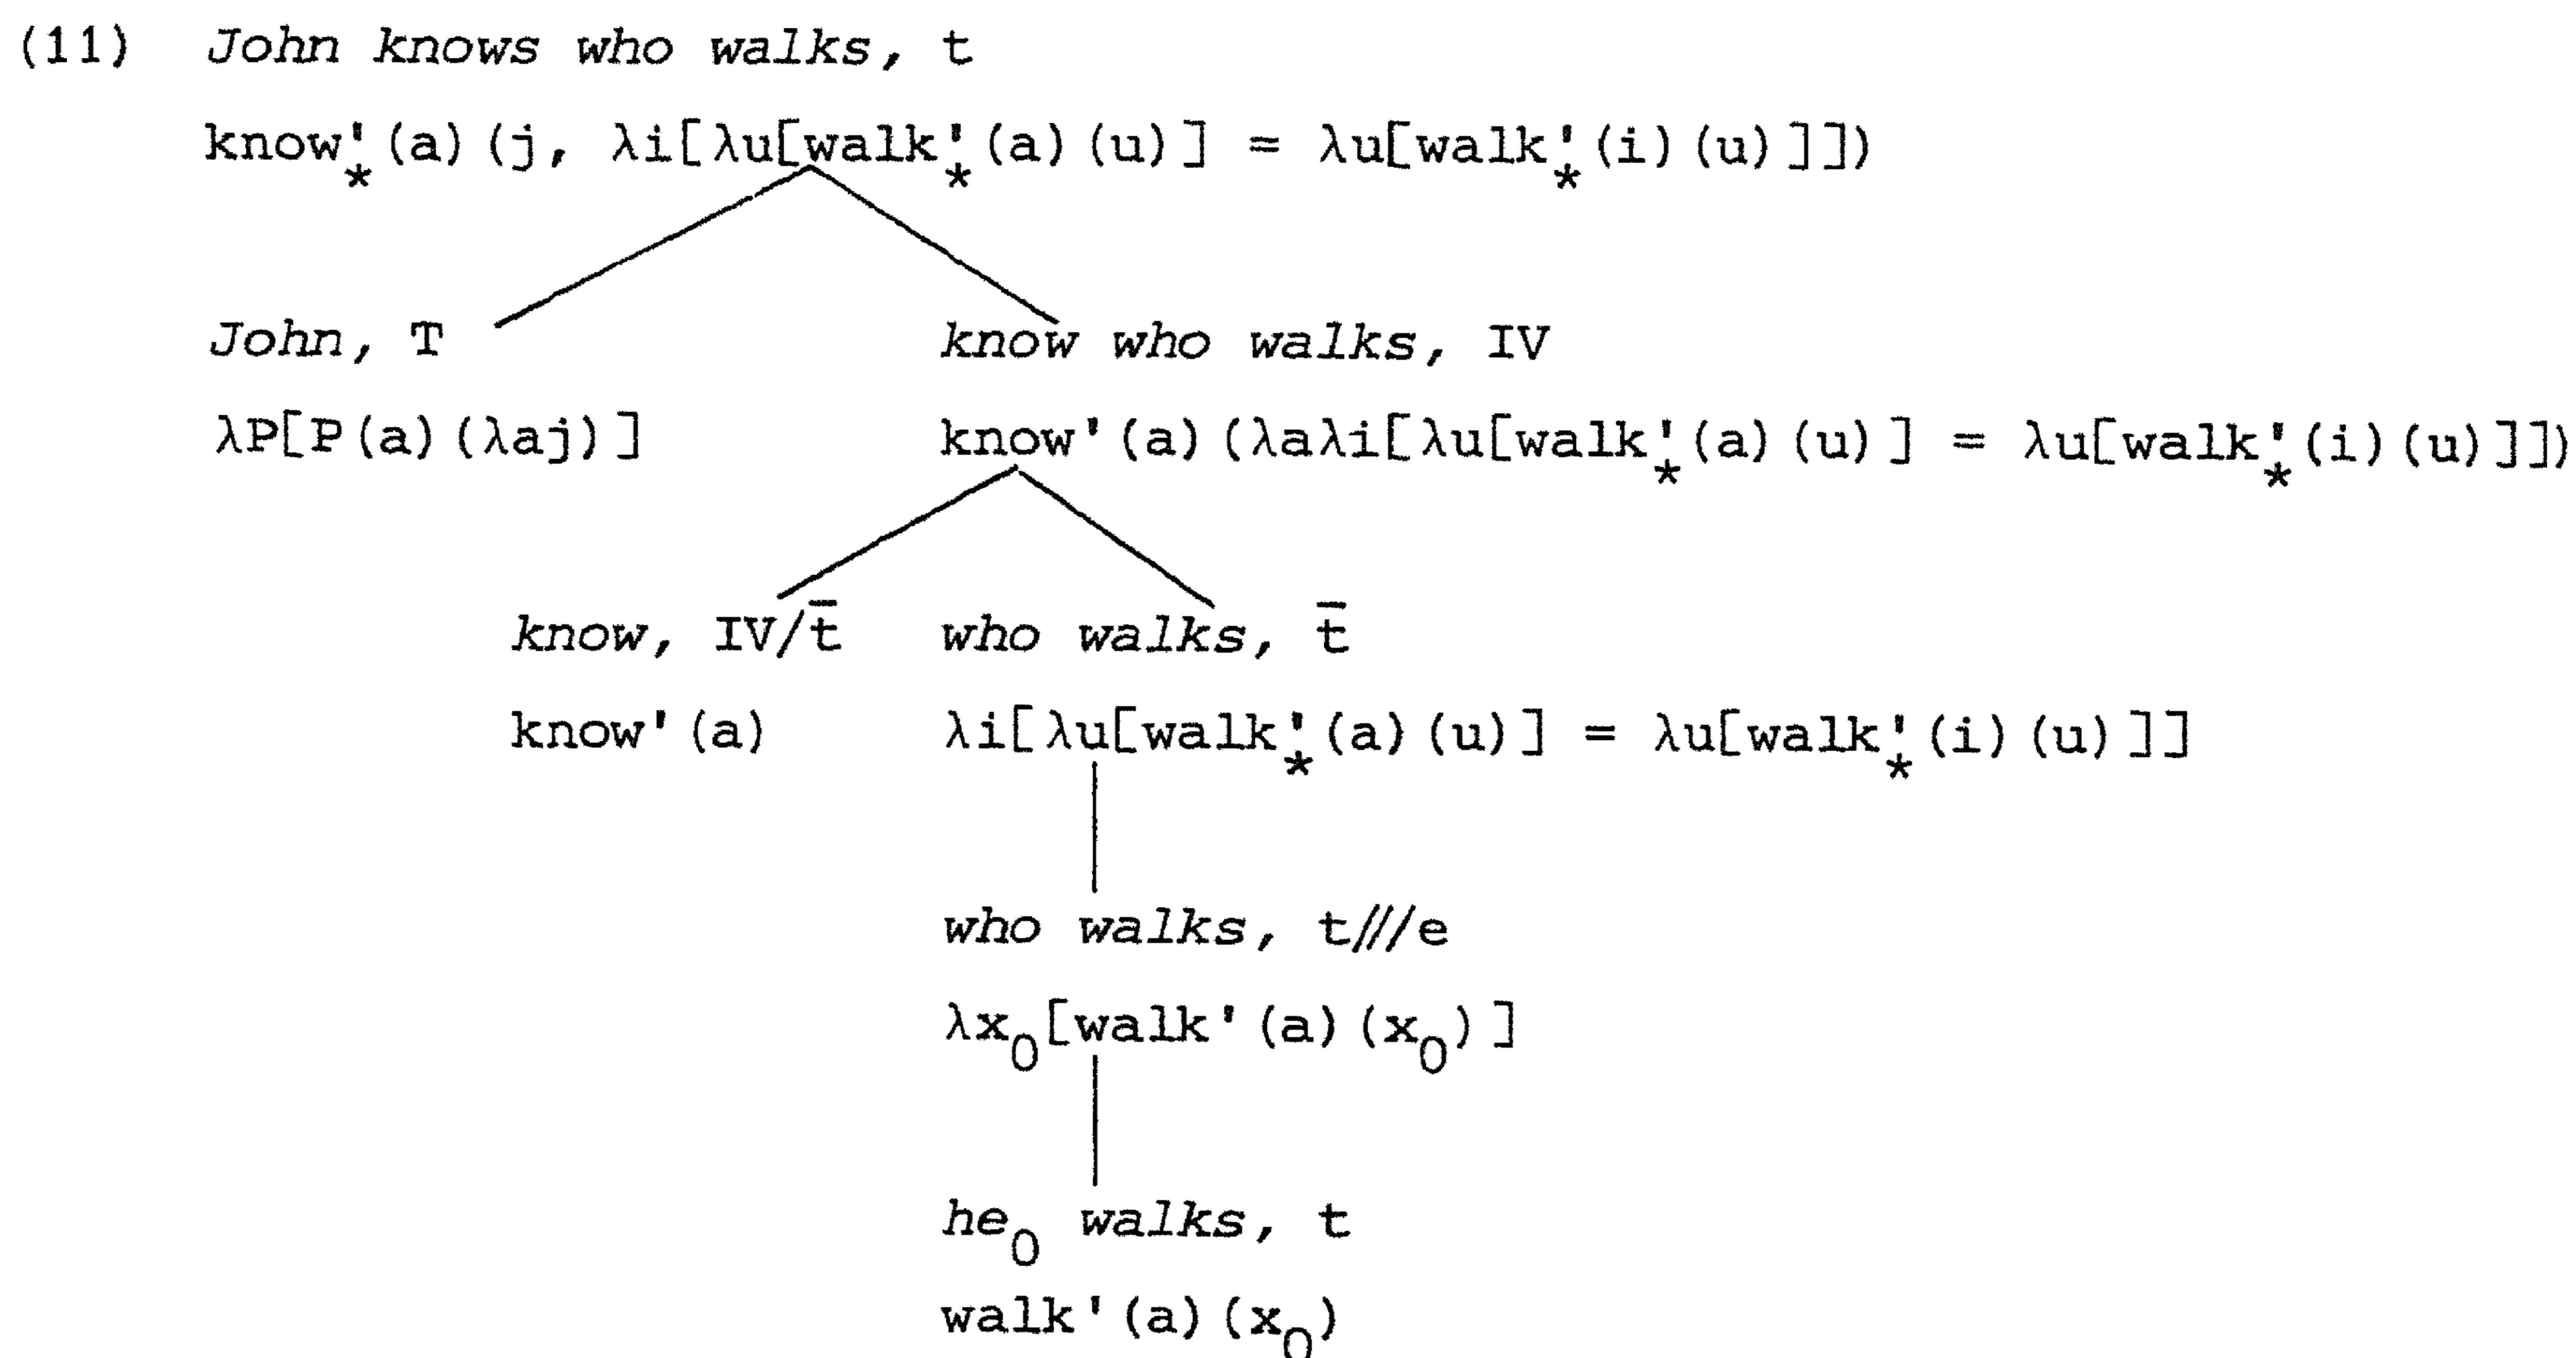 (11) John knows who walks, t
know'⁎(a)(j, λi[λu[walk'⁎(a)(u)] = λu[walk'⁎(i)(u)]])
John, T know who walks, IV
λP[P(a)(λaj)] know'(a)(λaλi[λu[walk'⁎(a)(u)] = λu[walk'⁎(i)(u)]])
know, IV/t̄ who walks, t̄
know'(a) λi[λu[walk'⁎(a)(u)] = λu[walk'⁎(i)(u)]]
who walks, t///e
λx₀[walk'(a)(x₀)]
he₀ walks, t
walk'(a)(x₀)